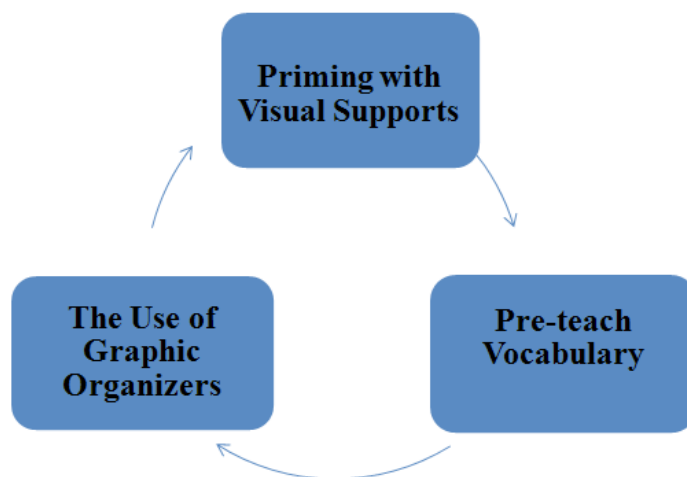 Priming with
Visual Supports
Pre-teach
Vocabulary
The Use of
Graphic
Organizers